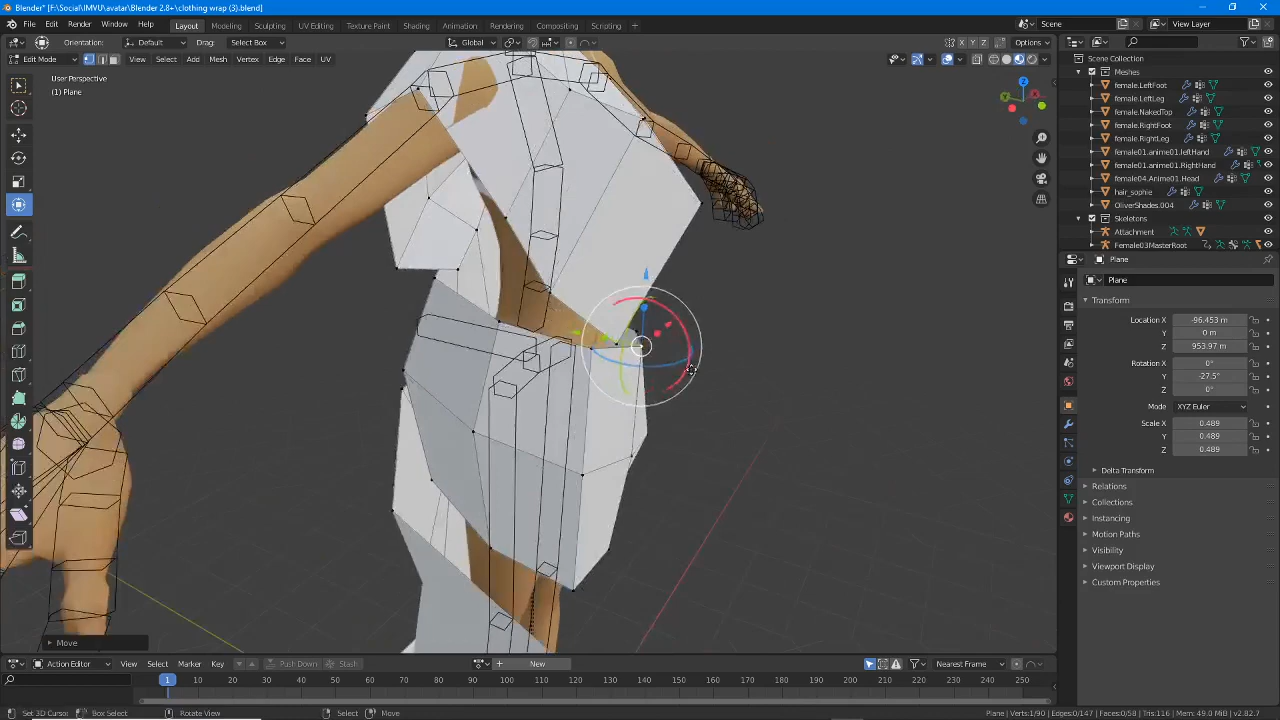 Blender* [F:\Social\IMVU\avatar\Blender 2.8+\clothing wrap (3).blend]
File Edit Render Window Help Layout Modeling Sculpting UV Editing Texture Paint Shading Animation Rendering Compositing Scripting Scene View Layer
Orientation: Default Drag: Select Box Global X Y Z Options
Edit Mode View Select Add Mesh Vertex Edge Face UV
User Perspective
(1) Plane
Z
Y
X
Move
Scene Collection
Meshes
female.LeftFoot
female.LeftLeg
female.NakedTop
female.RightFoot
female.RightLeg
female01.anime01.leftHand
female01.anime01.RightHand
female04.Anime01.Head
hair_sophie
OliverShades.004
Skeletons
Attachment
Female03MasterRoot
Plane
Plane
Transform
Location X -96.453 m
Y 0 m
Z 953.97 m
Rotation X 0°
Y -27.5°
Z 0°
Mode XYZ Euler
Scale X 0.489
Y 0.489
Z 0.489
Delta Transform
Relations
Collections
Instancing
Motion Paths
Visibility
Viewport Display
Custom Properties
Action Editor View Select Marker Key Push Down Stash New Nearest Frame
1 10 20 30 40 50 60 70 80 90 100 110 120 130 140 150 160 170 180 190 200 210 220 230 240 250
Set 3D Cursor Box Select Rotate View Select Move Plane | Verts:1/90 | Edges:0/147 | Faces:0/58 | Tris:116 | Mem: 49.0 MiB | v2.82.7